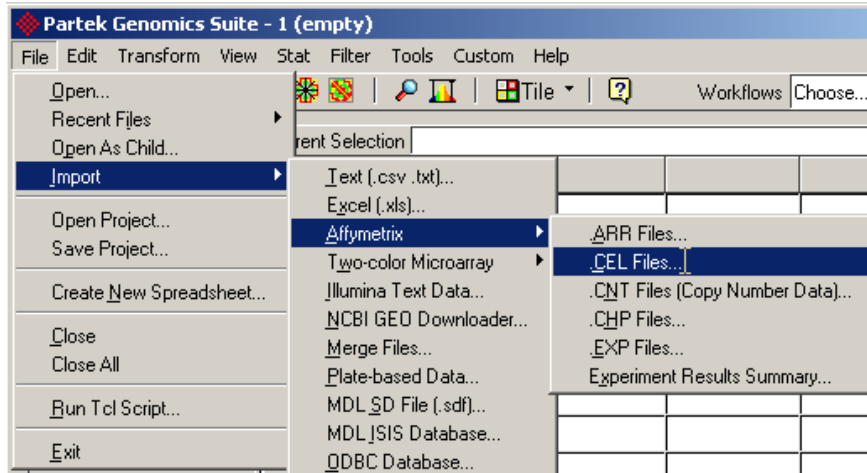 Partek Genomics Suite - 1 (empty)
File Edit Transform View Stat Filter Tools Custom Help
Tile ? Workflows Choose...
rent Selection
Open...
Recent Files
Open As Child...
Import
Open Project...
Save Project...
Create New Spreadsheet...
Close
Close All
Run Tcl Script...
Exit
Text (.csv .txt)...
Excel (.xls)...
Affymetrix
Two-color Microarray
Illumina Text Data...
NCBI GEO Downloader...
Merge Files...
Plate-based Data...
MDL SD File (.sdf)...
MDL ISIS Database...
ODBC Database...
.ARR Files...
.CEL Files...
.CNT Files (Copy Number Data)...
.CHP Files...
.EXP Files...
Experiment Results Summary...